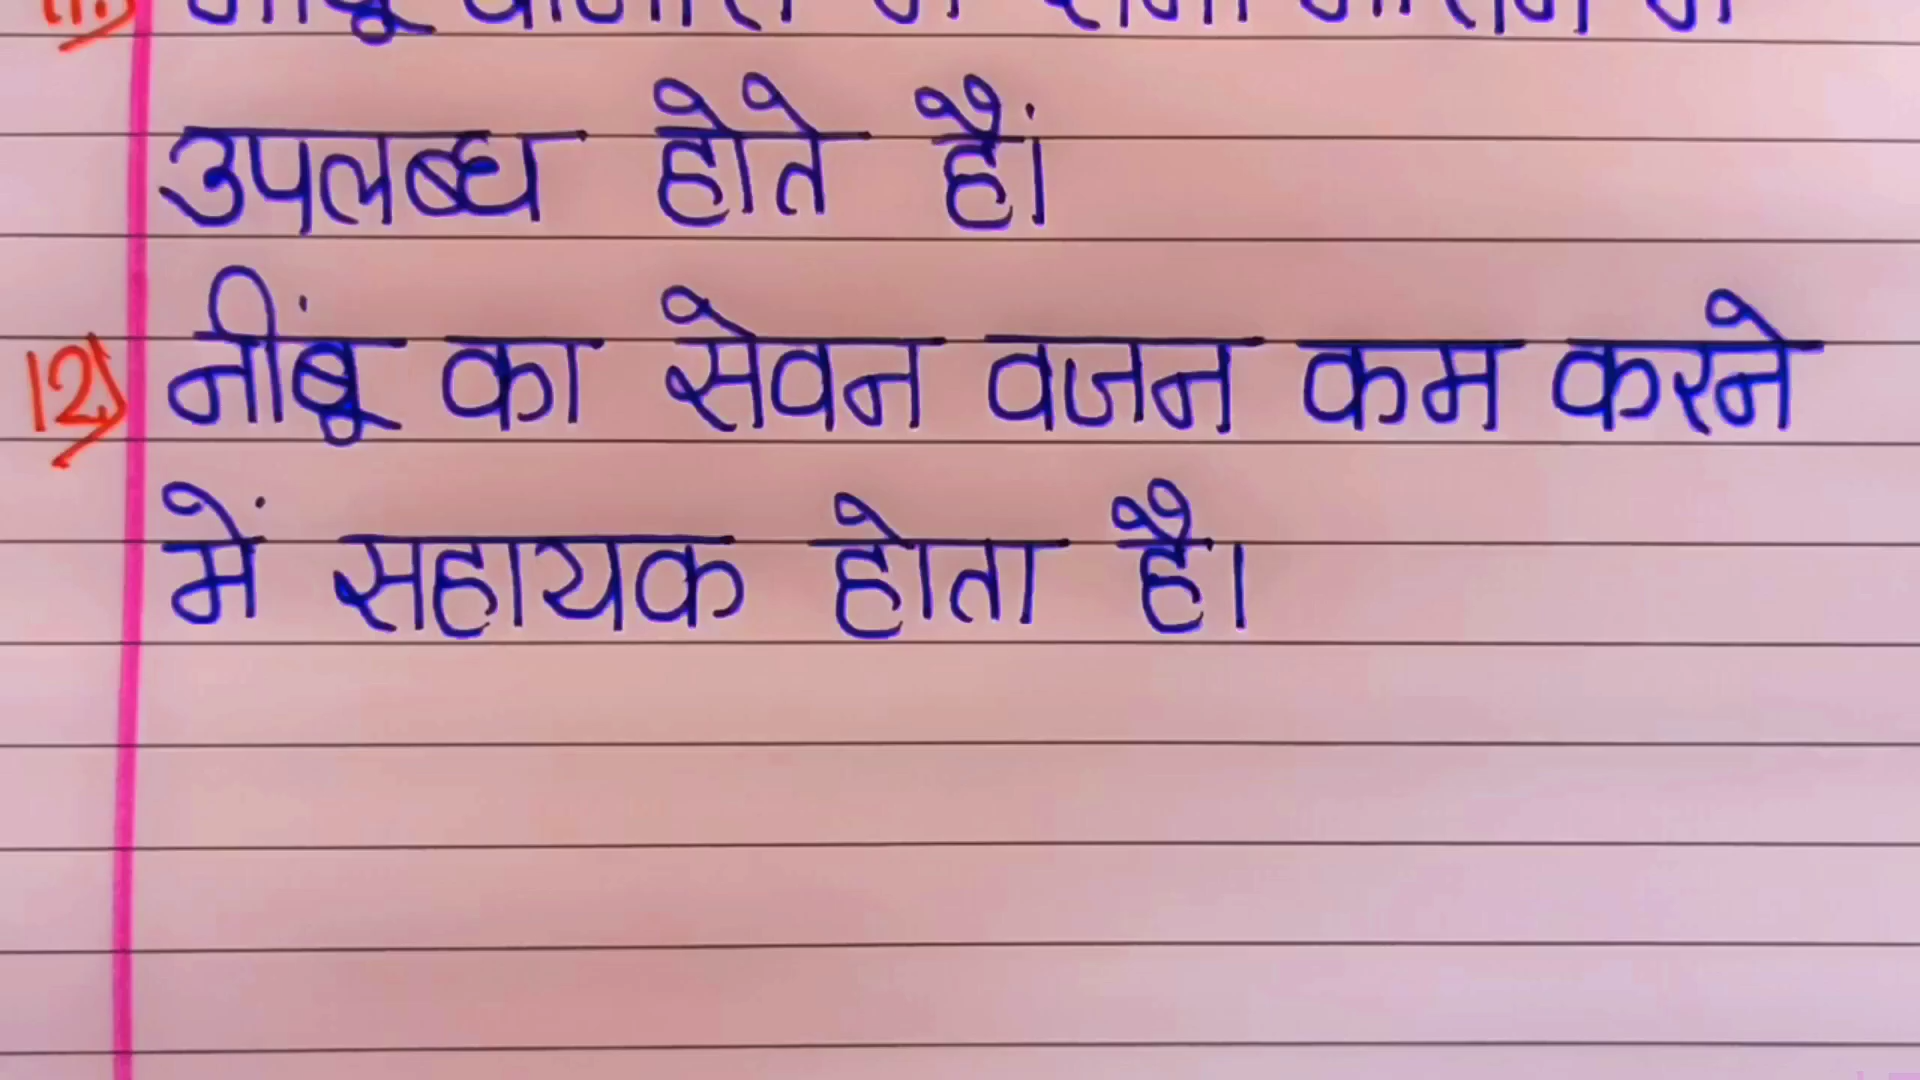 उपलब्ध होते हैं।
12) नींबू का सेवन वजन कम करने
में सहायक होता है।